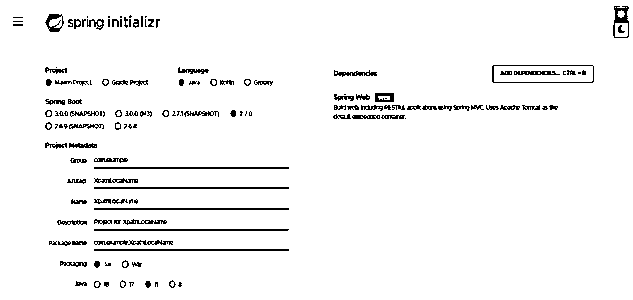 spring initializr
Project
Maven Project Gradle Project
Language
Java Kotlin Groovy
Spring Boot
3.0.0 (SNAPSHOT) 3.0.0 (M3) 2.7.1 (SNAPSHOT)
2.6.9 (SNAPSHOT) 2.6.8
Project Metadata
Group com.example
Artifact XpathLocalName
Name XpathLocalName
Description Project for XpathLocalName
Package name com.example.XpathLocalName
Packaging Jar War
Java 18 17 11 8
Dependencies
ADD DEPENDENCIES... CTRL + B
Spring Web WEB
Build web, including RESTful, applications using Spring MVC. Uses Apache Tomcat as the
default embedded container.